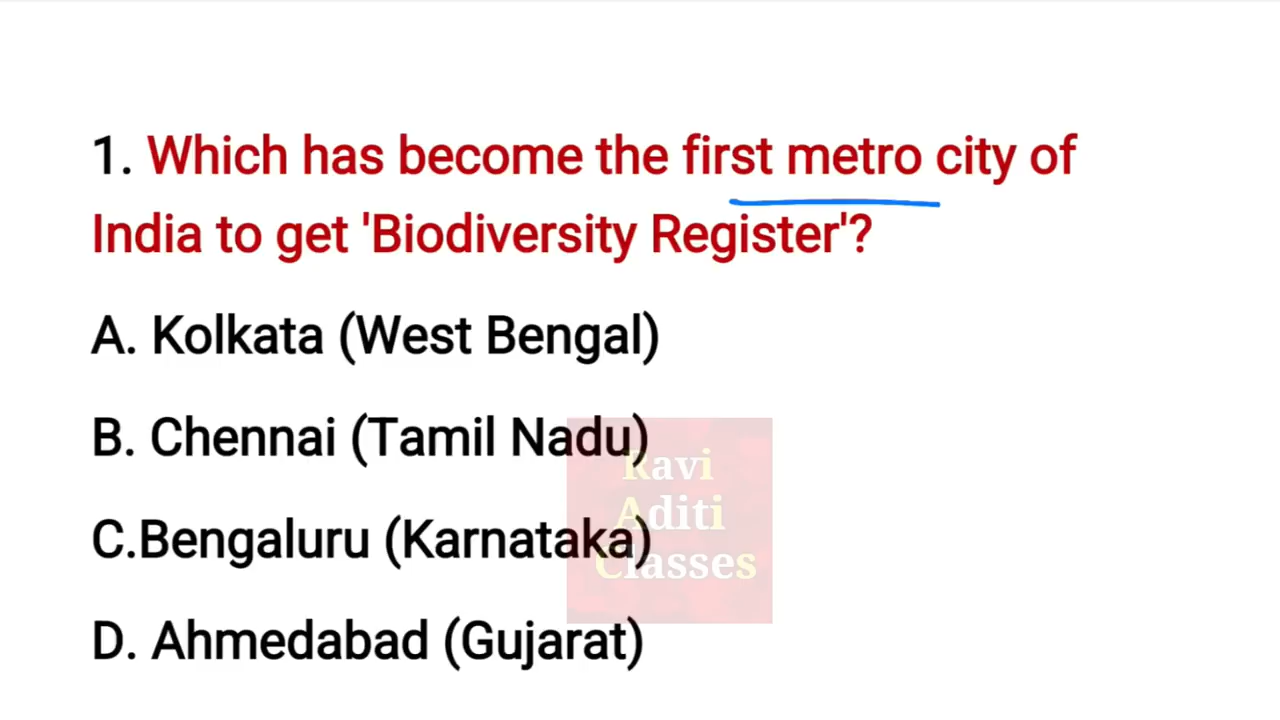 1. Which has become the first metro city of
India to get 'Biodiversity Register'?
A. Kolkata (West Bengal)
B. Chennai (Tamil Nadu)
C.Bengaluru (Karnataka)
D. Ahmedabad (Gujarat)
Ravi
Aditi
Classes